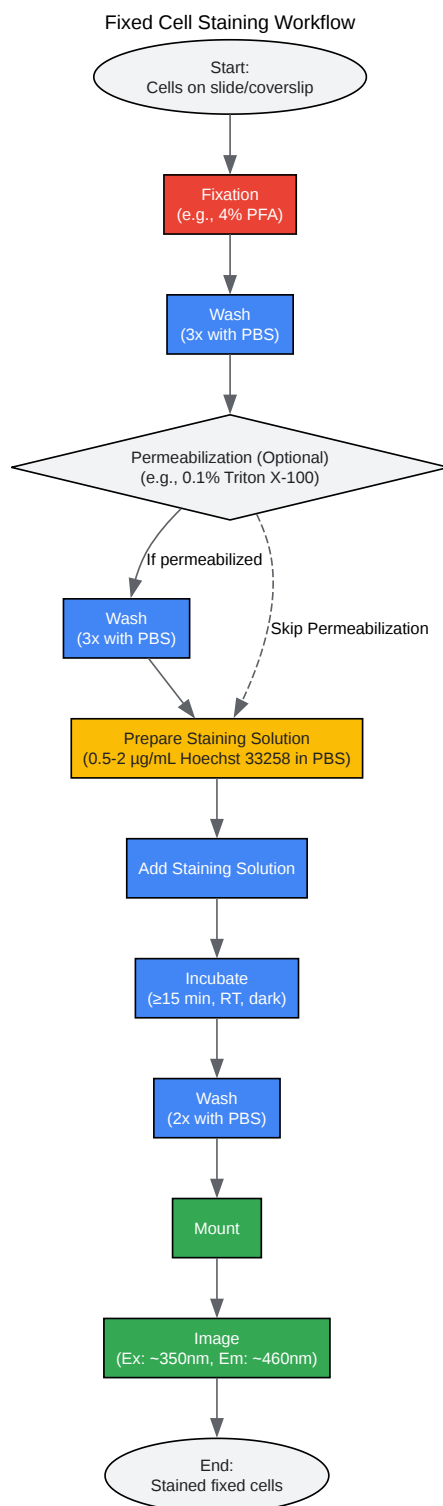 Fixed Cell Staining Workflow
Start:
Cells on slide/coverslip
Fixation
(e.g., 4% PFA)
Wash
(3x with PBS)
Permeabilization (Optional)
(e.g., 0.1% Triton X-100)
If permeabilized
Wash
(3x with PBS)
Skip Permeabilization
Prepare Staining Solution
(0.5-2 µg/mL Hoechst 33258 in PBS)
Add Staining Solution
Incubate
(≥15 min, RT, dark)
Wash
(2x with PBS)
Mount
Image
(Ex: ~350nm, Em: ~460nm)
End:
Stained fixed cells